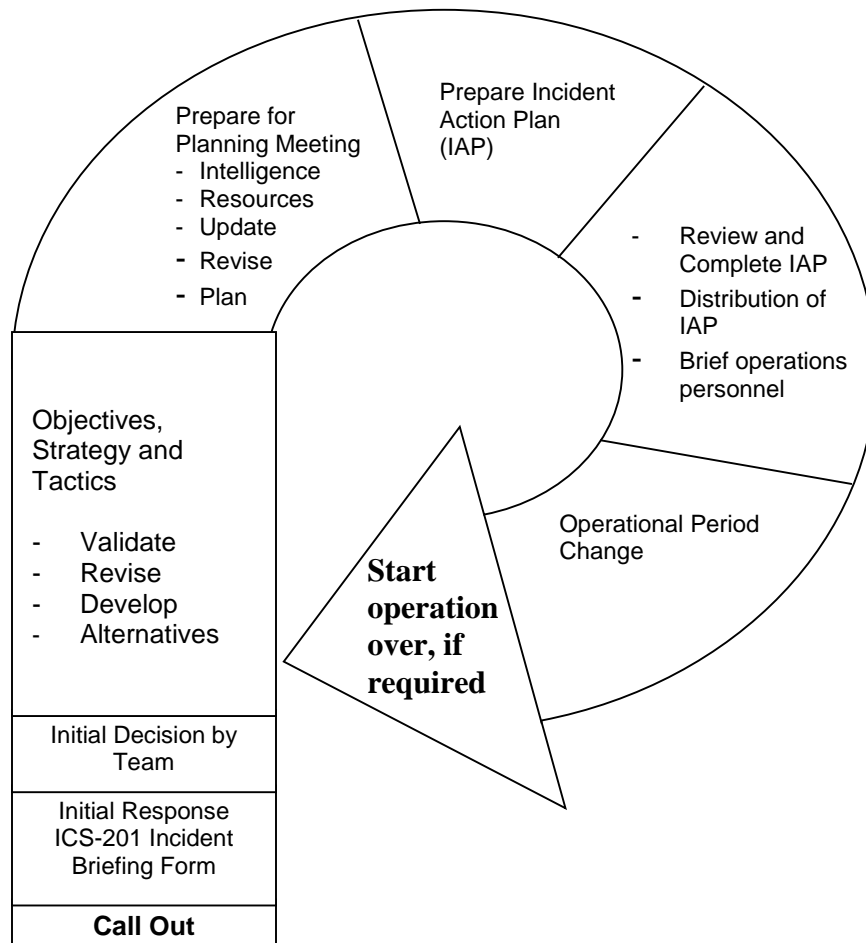 Prepare for
Planning Meeting
- Intelligence
- Resources
- Update
- Revise
- Plan
Prepare Incident
Action Plan
(IAP)
- Review and
Complete IAP
- Distribution of
IAP
- Brief operations
personnel
Operational Period
Change
Start
operation
over, if
required
Objectives,
Strategy and
Tactics
- Validate
- Revise
- Develop
- Alternatives
Initial Decision by
Team
Initial Response
ICS-201 Incident
Briefing Form
Call Out